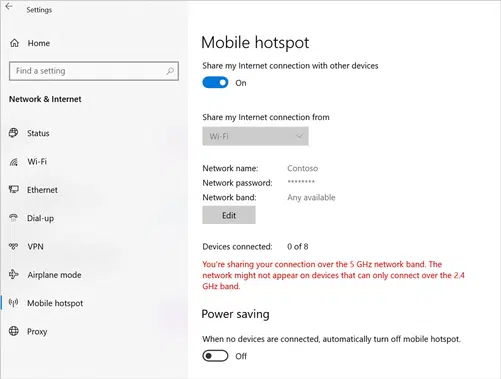 Settings
Home
Find a setting
Network & Internet
Status
Wi-Fi
Ethernet
Dial-up
VPN
Airplane mode
Mobile hotspot
Proxy
Mobile hotspot
Share my Internet connection with other devices
On
Share my Internet connection from
Wi-Fi
Network name: Contoso
Network password: ********
Network band: Any available
Edit
Devices connected: 0 of 8
You're sharing your connection over the 5 GHz network band. The
network might not appear on devices that can only connect over the 2.4
GHz band.
Power saving
When no devices are connected, automatically turn off mobile hotspot.
Off